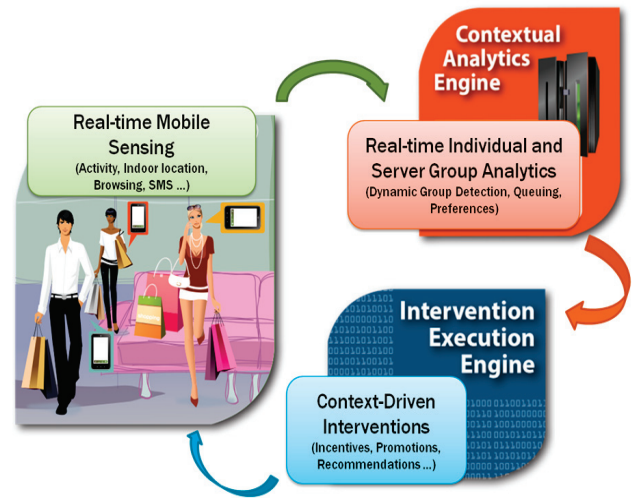 Contextual
Analytics
Engine
Real-time Mobile
Sensing
(Activity, Indoor location,
Browsing, SMS ...)
Real-time Individual and
Server Group Analytics
(Dynamic Group Detection, Queuing,
Preferences)
Intervention
Execution
Engine
Context-Driven
Interventions
(Incentives, Promotions,
Recommendations ...)